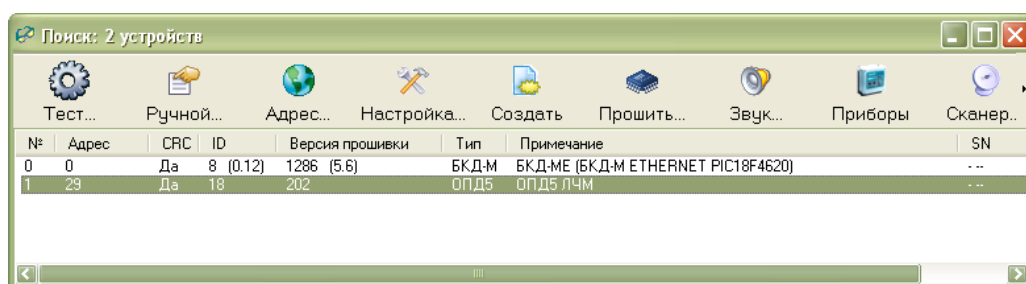 Поиск: 2 устройств
Тест... Ручной... Адрес... Настройка... Создать Прошить... Звук... Приборы Сканер..
№ Адрес CRC ID Версия прошивки Тип Примечание SN
0 0 Да 8 (0.12) 1286 (5.6) БКД-М БКД-МЕ (БКД-М ETHERNET PIC18F4620) - --
1 29 Да 18 202 ОПД5 ОПД5 ЛЧМ - --